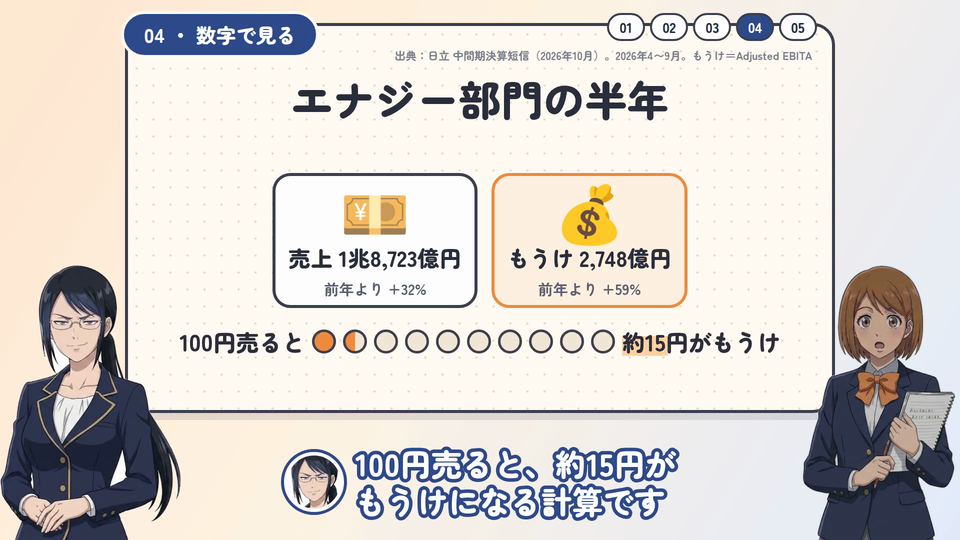 04 ・ 数字で見る
01 02 03 04 05
出典：日立 中間期決算短信（2026年10月）。2026年4〜9月。もうけ＝Adjusted EBITA
エナジー部門の半年
売上 1兆8,723億円
前年より ＋32%
もうけ 2,748億円
前年より ＋59%
100円売ると 約15円がもうけ
100円売ると、約15円が
もうけになる計算です